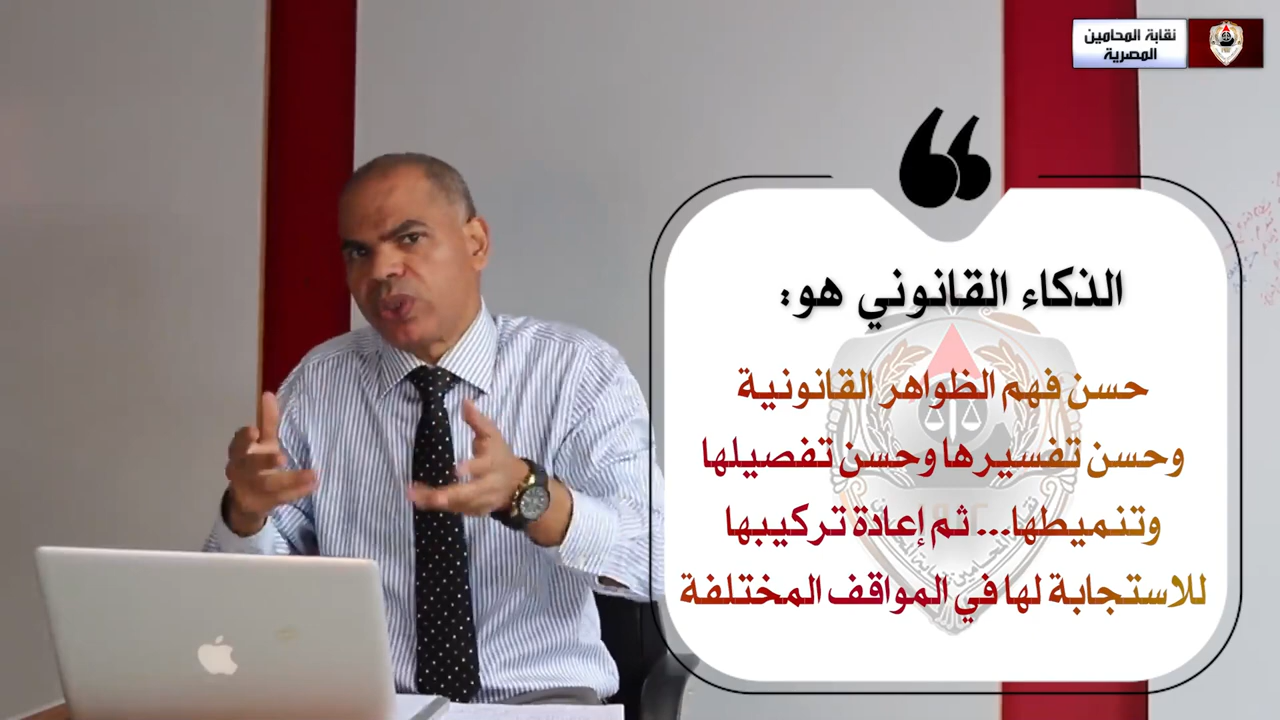 نقابة المحامين
المصرية
الذكاء القانوني هو:
حسن فهم الظواهر القانونية
وحسن تفسيرها وحسن تفصيلها
وتنميطها... ثم إعادة تركيبها
للاستجابة لها في المواقف المختلفة